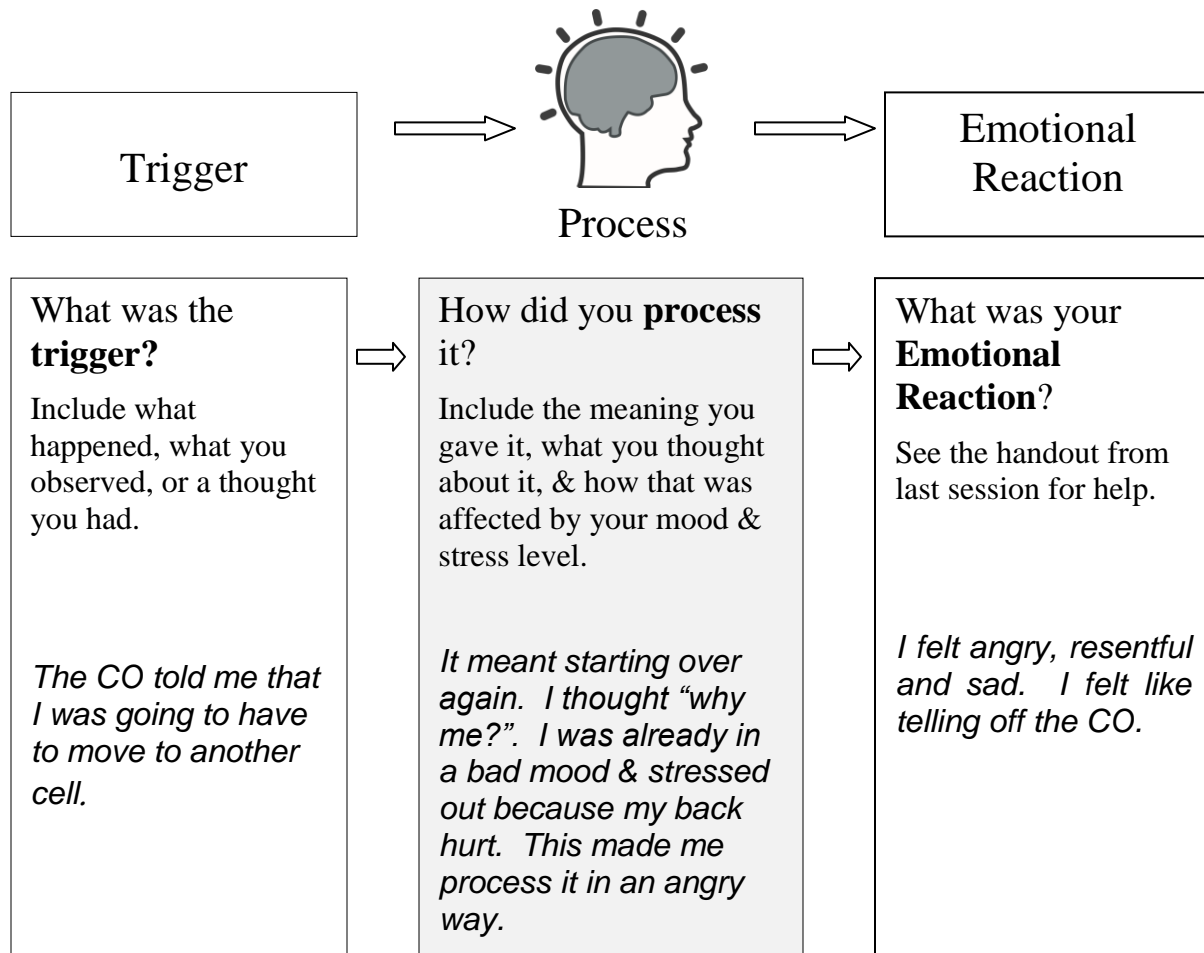 Trigger
Process
Emotional
Reaction
What was the
trigger?
Include what
happened, what you
observed, or a thought
you had.
The CO told me that
I was going to have
to move to another
cell.
How did you process
it?
Include the meaning you
gave it, what you thought
about it, & how that was
affected by your mood &
stress level.
It meant starting over
again.  I thought “why
me?”.  I was already in
a bad mood & stressed
out because my back
hurt.  This made me
process it in an angry
way.
What was your
Emotional
Reaction?
See the handout from
last session for help.
I felt angry, resentful
and sad.  I felt like
telling off the CO.